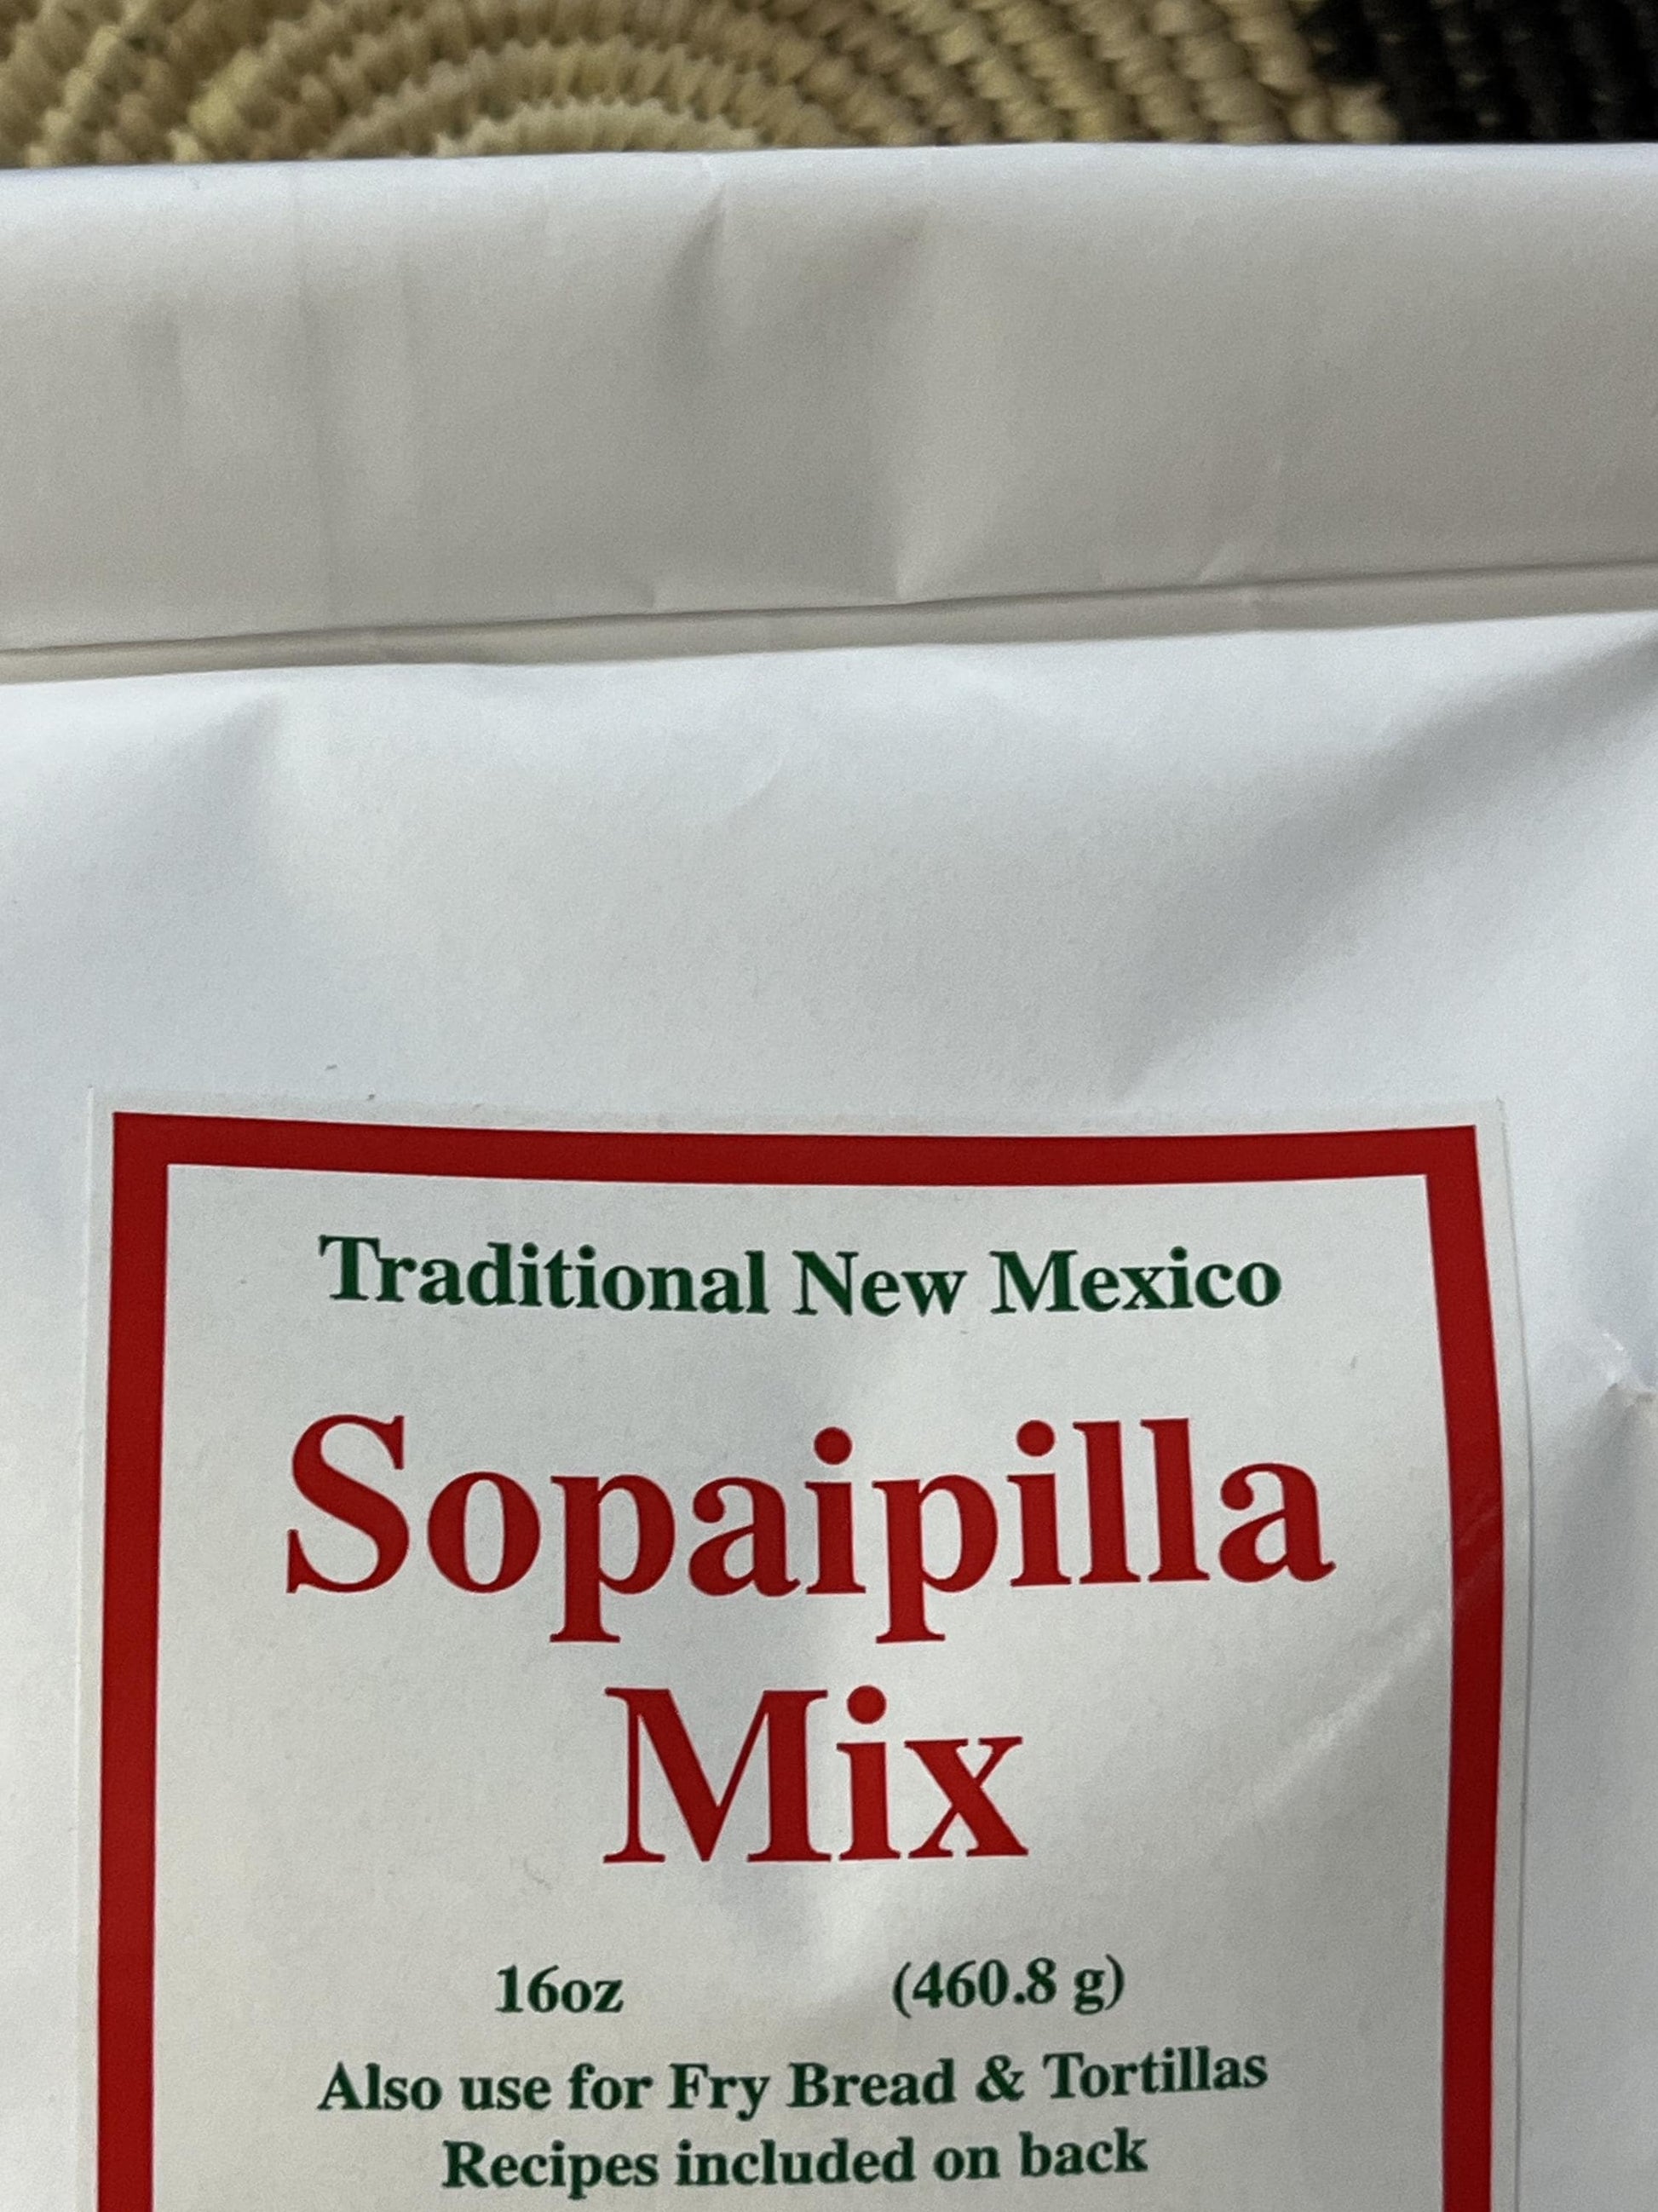 Traditional New Mexico
Sopaipilla
Mix
16oz (460.8 g)
Also use for Fry Bread & Tortillas
Recipes included on back